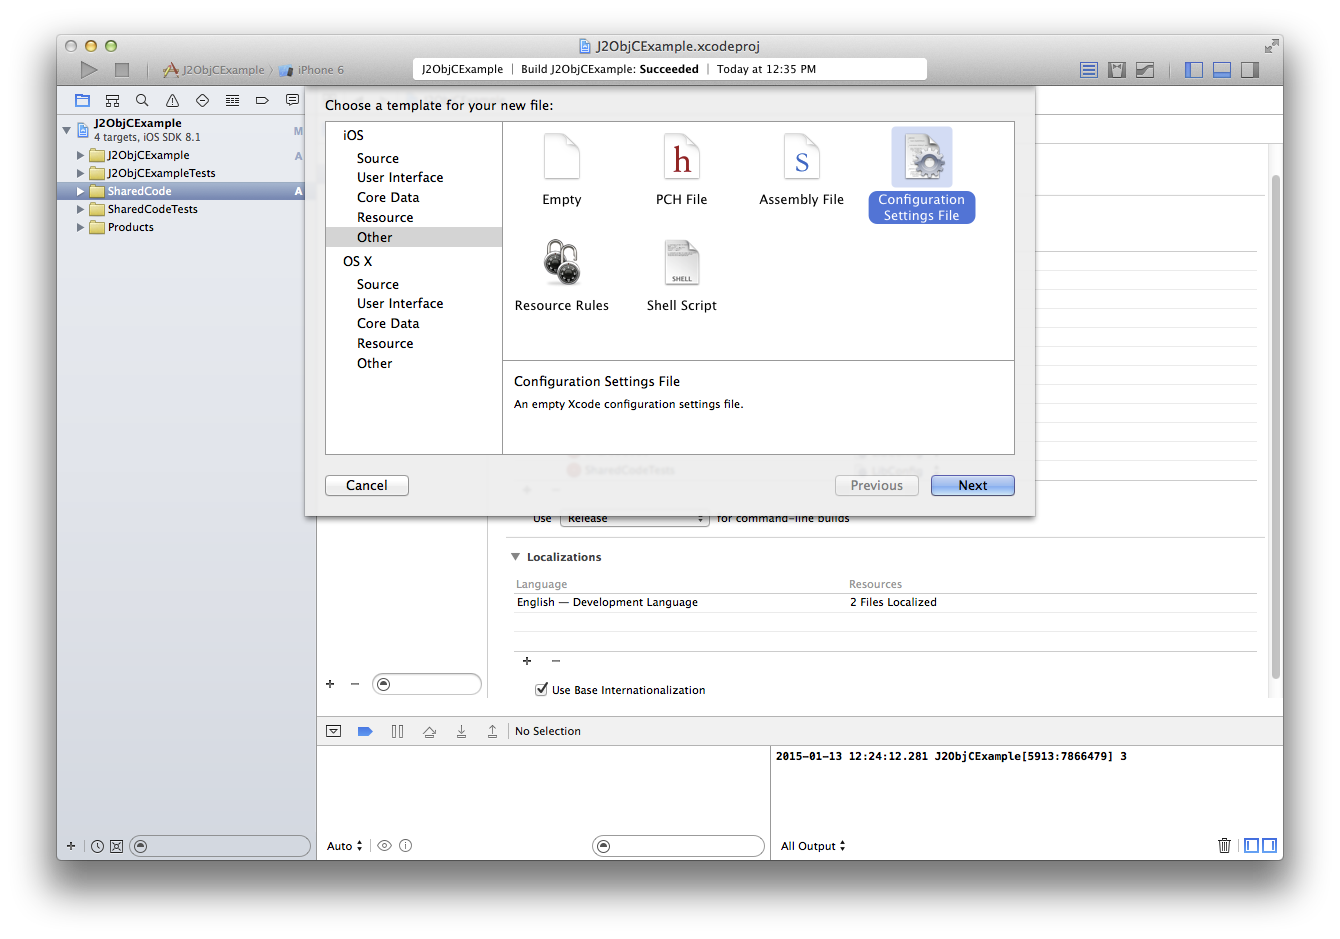 J2ObjCExample.xcodeproj
J2ObjCExample iPhone 6
J2ObjCExample Build J2ObjCExample: Succeeded Today at 12:35 PM
J2ObjCExample M
4 targets, iOS SDK 8.1
J2ObjCExample A
J2ObjCExampleTests
SharedCode A
SharedCodeTests
Products
Choose a template for your new file:
iOS
Source
User Interface
Core Data
Resource
Other
OS X
Source
User Interface
Core Data
Resource
Other
Empty
PCH File
Assembly File
Configuration
Settings File
h
S
Resource Rules
Shell Script
SHELL
Configuration Settings File
An empty Xcode configuration settings file.
SharedCodeTests LibConfig
Cancel
Previous
Next
Use Release for command-line builds
Localizations
Language Resources
English — Development Language 2 Files Localized
+ −
Use Base Internationalization
+ −
No Selection
2015-01-13 12:24:12.281 J2ObjCExample[5913:7866479] 3
+
Auto
All Output